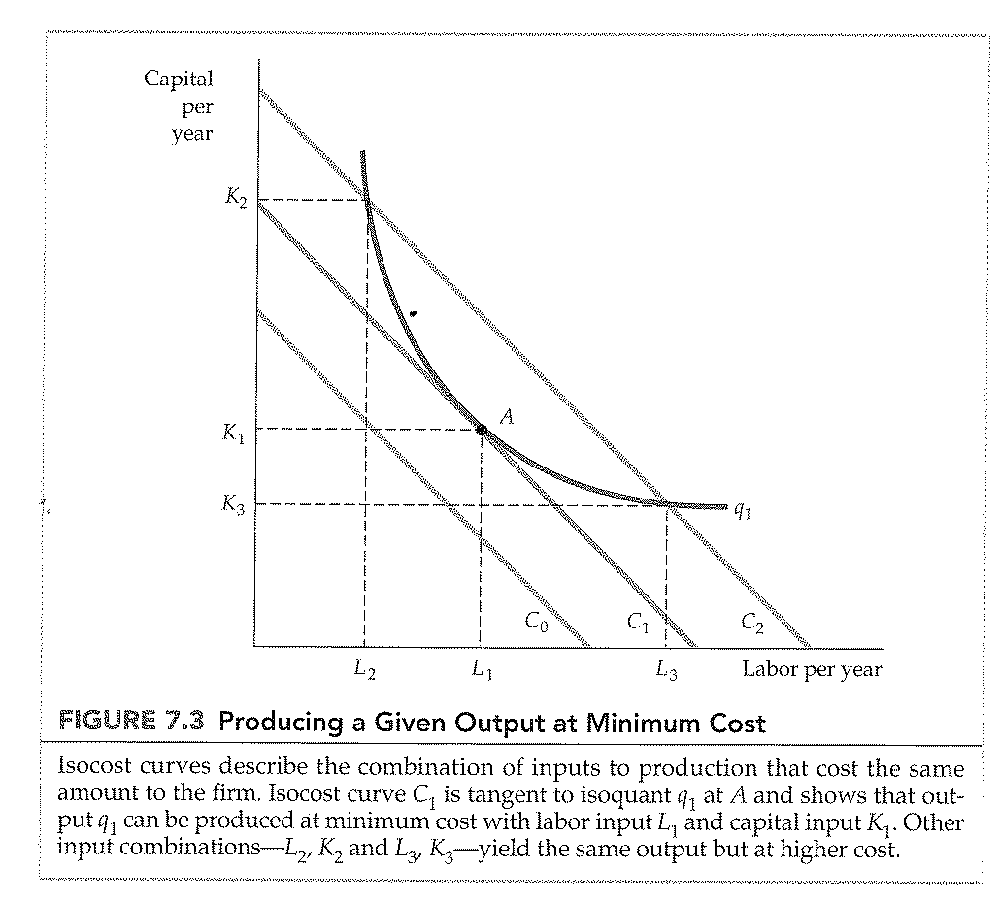 Capital
per
year
K₂
A
K₁
K₃
q₁
C₀ C₁ C₂
L₂ L₁ L₃ Labor per year
FIGURE 7.3 Producing a Given Output at Minimum Cost
Isocost curves describe the combination of inputs to production that cost the same
amount to the firm. Isocost curve C₁ is tangent to isoquant q₁ at A and shows that out-
put q₁ can be produced at minimum cost with labor input L₁ and capital input K₁. Other
input combinations—L₂, K₂ and L₃, K₃—yield the same output but at higher cost.